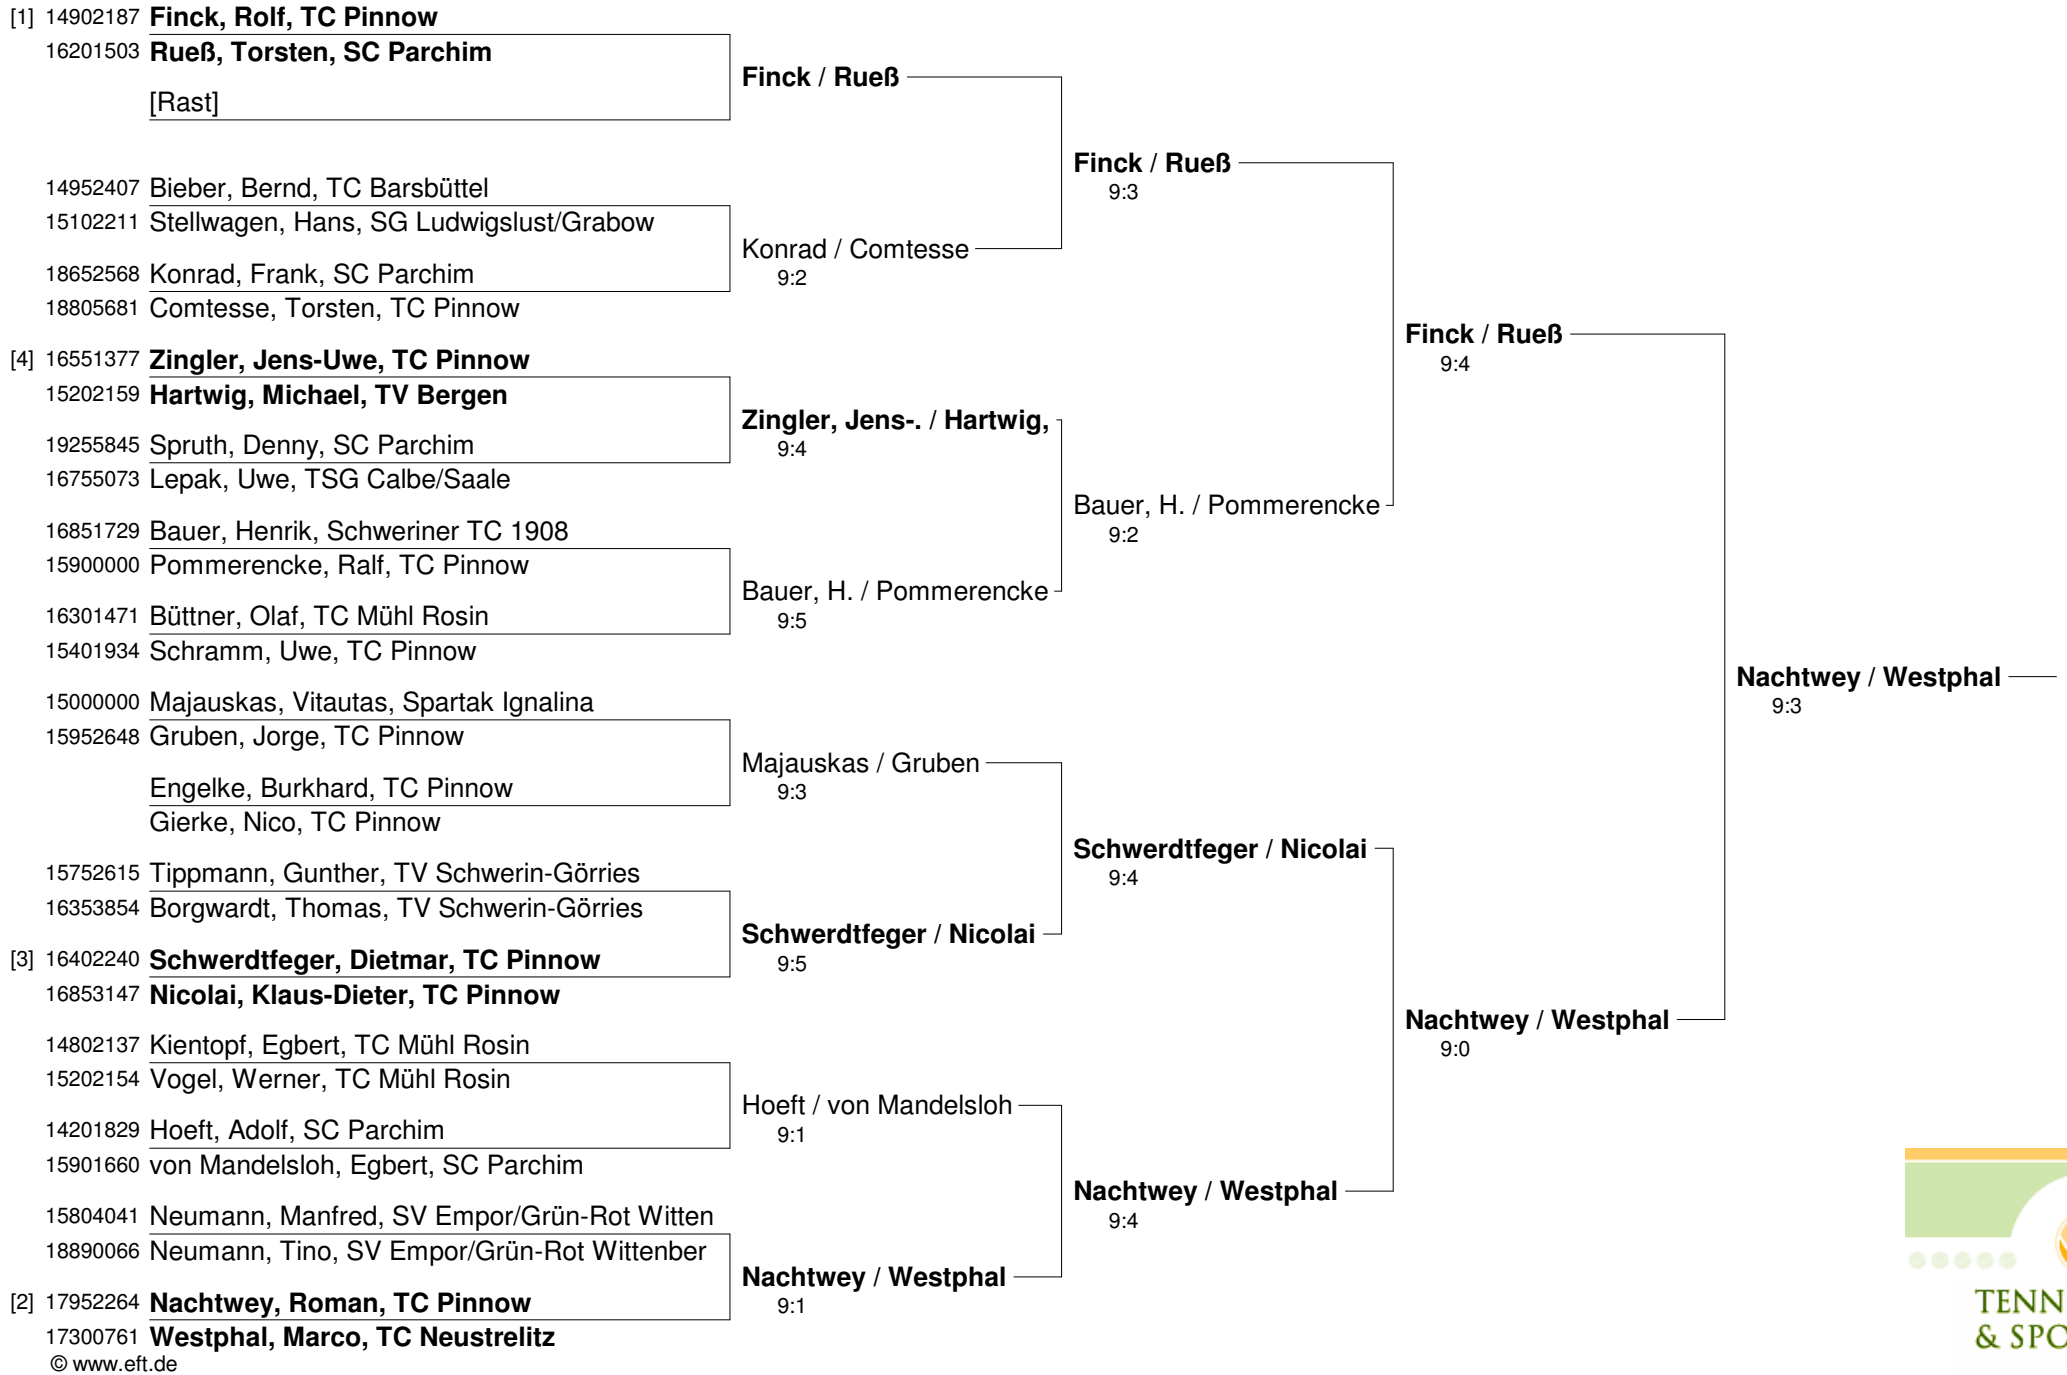 [1] 14902187 Finck, Rolf, TC Pinnow
16201503 Rueß, Torsten, SC Parchim
Finck / Rueß
[Rast]
Finck / Rueß
9:3
14952407 Bieber, Bernd, TC Barsbüttel
15102211 Stellwagen, Hans, SG Ludwigslust/Grabow
Konrad / Comtesse
9:2
18652568 Konrad, Frank, SC Parchim
18805681 Comtesse, Torsten, TC Pinnow
Finck / Rueß
9:4
[4] 16551377 Zingler, Jens-Uwe, TC Pinnow
15202159 Hartwig, Michael, TV Bergen
Zingler, Jens-. / Hartwig,
9:4
19255845 Spruth, Denny, SC Parchim
16755073 Lepak, Uwe, TSG Calbe/Saale
Bauer, H. / Pommerencke
9:2
16851729 Bauer, Henrik, Schweriner TC 1908
15900000 Pommerencke, Ralf, TC Pinnow
Bauer, H. / Pommerencke
9:5
16301471 Büttner, Olaf, TC Mühl Rosin
15401934 Schramm, Uwe, TC Pinnow
Nachtwey / Westphal
9:3
15000000 Majauskas, Vitautas, Spartak Ignalina
15952648 Gruben, Jorge, TC Pinnow
Majauskas / Gruben
9:3
Engelke, Burkhard, TC Pinnow
Gierke, Nico, TC Pinnow
Schwerdtfeger / Nicolai
9:4
15752615 Tippmann, Gunther, TV Schwerin-Görries
16353854 Borgwardt, Thomas, TV Schwerin-Görries
Schwerdtfeger / Nicolai
9:5
[3] 16402240 Schwerdtfeger, Dietmar, TC Pinnow
16853147 Nicolai, Klaus-Dieter, TC Pinnow
Nachtwey / Westphal
9:0
14802137 Kientopf, Egbert, TC Mühl Rosin
15202154 Vogel, Werner, TC Mühl Rosin
Hoeft / von Mandelsloh
9:1
14201829 Hoeft, Adolf, SC Parchim
15901660 von Mandelsloh, Egbert, SC Parchim
Nachtwey / Westphal
9:4
15804041 Neumann, Manfred, SV Empor/Grün-Rot Witten
18890066 Neumann, Tino, SV Empor/Grün-Rot Wittenber
Nachtwey / Westphal
9:1
[2] 17952264 Nachtwey, Roman, TC Pinnow
17300761 Westphal, Marco, TC Neustrelitz
© www.eft.de
TENN
& SPO